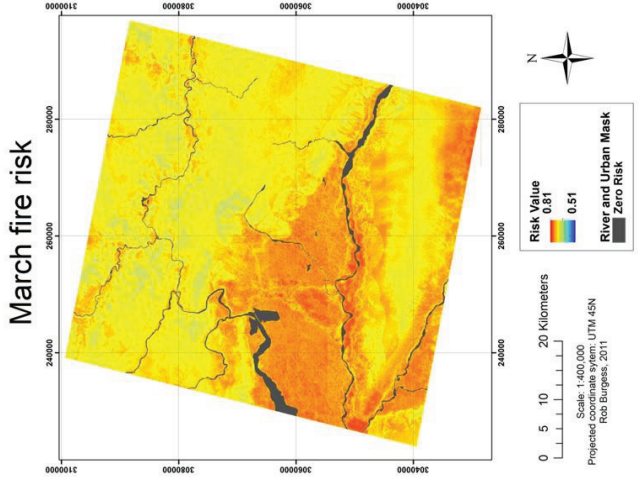 March fire risk
240000 260000 280000
3100000 3100000
3080000 3080000
3060000 3060000
3040000 3040000
240000 260000 280000
0 5 10 20 Kilometers
Scale: 1:400,000
Projected coordinate sytem: UTM 45N
Rob Burgess, 2011
Risk Value
0.81
0.51
River and Urban Mask
Zero Risk
N